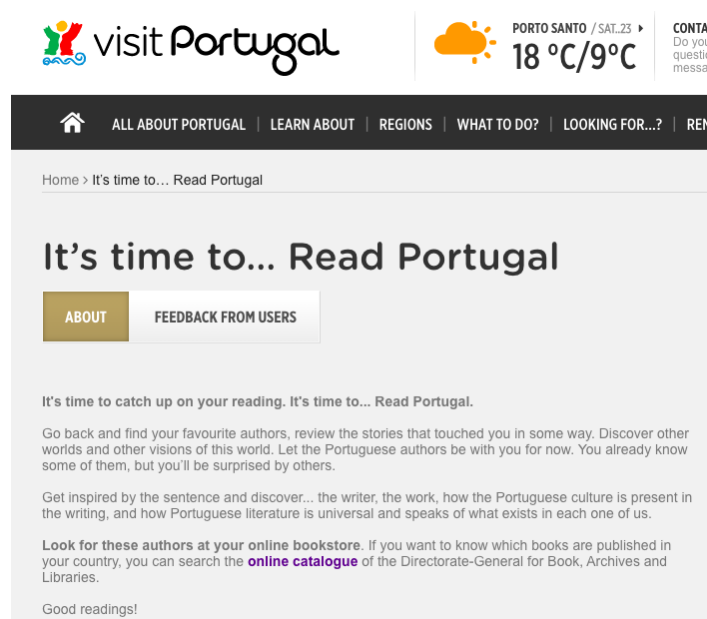 visit Portugal
PORTO SANTO / SAT..23
18 ºC/9ºC
CONTA
Do you
questi
messa
ALL ABOUT PORTUGAL | LEARN ABOUT | REGIONS | WHAT TO DO? | LOOKING FOR...? | REN
Home > It's time to… Read Portugal
It's time to... Read Portugal
ABOUT
FEEDBACK FROM USERS
It's time to catch up on your reading. It's time to... Read Portugal.
Go back and find your favourite authors, review the stories that touched you in some way. Discover other
worlds and other visions of this world. Let the Portuguese authors be with you for now. You already know
some of them, but you´ll be surprised by others.
Get inspired by the sentence and discover... the writer, the work, how the Portuguese culture is present in
the writing, and how Portuguese literature is universal and speaks of what exists in each one of us.
Look for these authors at your online bookstore. If you want to know which books are published in
your country, you can search the online catalogue of the Directorate-General for Book, Archives and
Libraries.
Good readings!